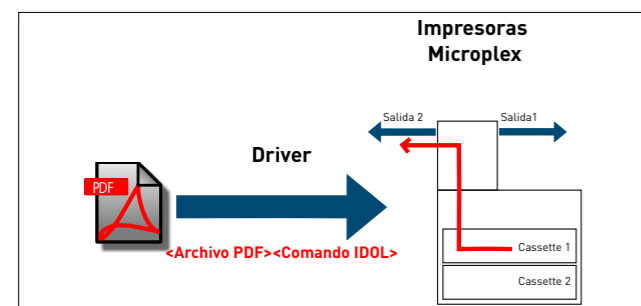 Impresoras
Microplex
Salida 2
Salida1
Driver
PDF
<Archivo PDF><Comando IDOL>
Cassette 1
Cassette 2